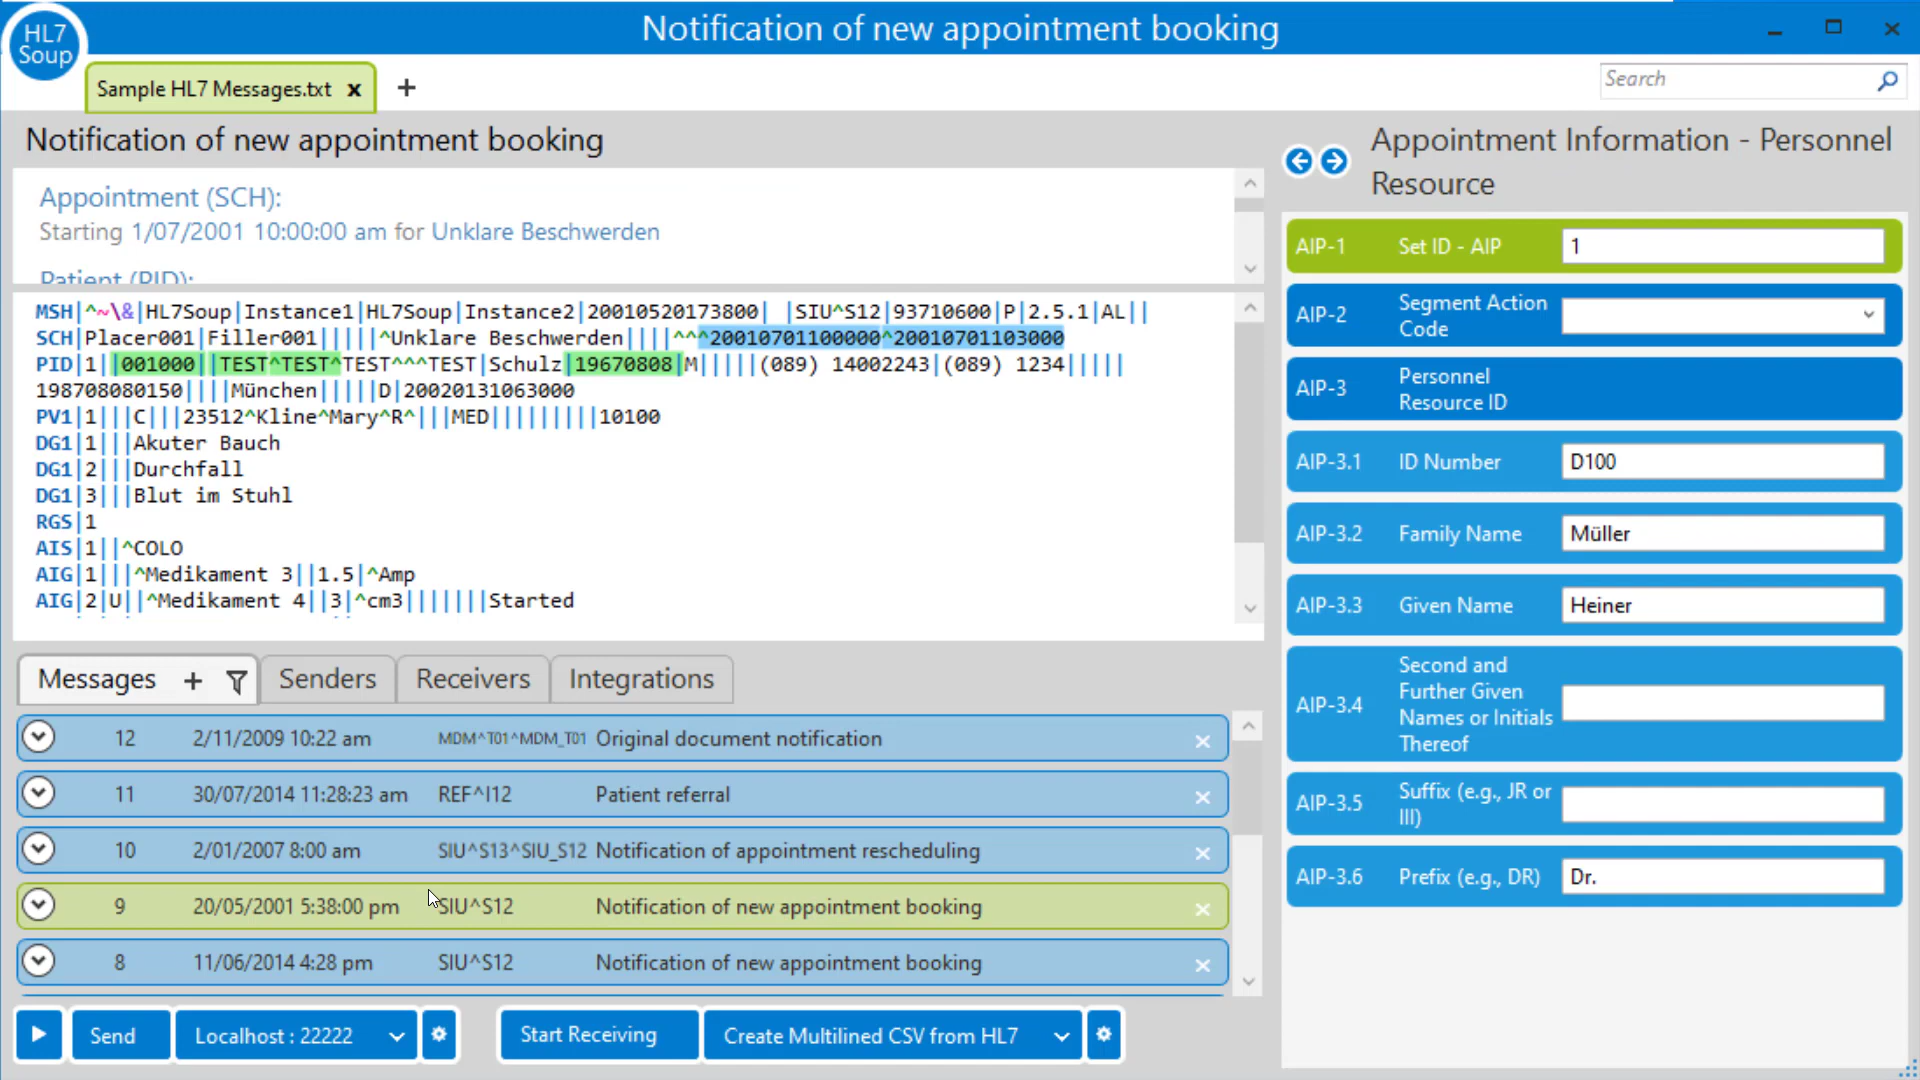 HL7
Soup
Notification of new appointment booking
Sample HL7 Messages.txt x +
Search
Notification of new appointment booking
Appointment (SCH):
Starting 1/07/2001 10:00:00 am for Unklare Beschwerden
Patient (PID):
MSH|^~\&|HL7Soup|Instance1|HL7Soup|Instance2|20010520173800| |SIU^S12|93710600|P|2.5.1|AL||
SCH|Placer001|Filler001|||||^Unklare Beschwerden||||^^^20010701100000^20010701103000
PID|1||001000||TEST^TEST^TEST^^^TEST|Schulz|19670808|M|||||(089) 14002243|(089) 1234|||||
198708080150||||München|||||D|20020131063000
PV1|1|||C|||23512^Kline^Mary^R^|||MED|||||||||10100
DG1|1|||Akuter Bauch
DG1|2|||Durchfall
DG1|3|||Blut im Stuhl
RGS|1
AIS|1||^COLO
AIG|1|||^Medikament 3||1.5|^Amp
AIG|2|U||^Medikament 4||3|^cm3|||||||Started
Messages + Senders Receivers Integrations
12 2/11/2009 10:22 am MDM^T01^MDM_T01 Original document notification
11 30/07/2014 11:28:23 am REF^I12 Patient referral
10 2/01/2007 8:00 am SIU^S13^SIU_S12 Notification of appointment rescheduling
9 20/05/2001 5:38:00 pm SIU^S12 Notification of new appointment booking
8 11/06/2014 4:28 pm SIU^S12 Notification of new appointment booking
Send Localhost : 22222 Start Receiving Create Multilined CSV from HL7
Appointment Information - Personnel
Resource
AIP-1 Set ID - AIP 1
AIP-2 Segment Action
Code
AIP-3 Personnel
Resource ID
AIP-3.1 ID Number D100
AIP-3.2 Family Name Müller
AIP-3.3 Given Name Heiner
AIP-3.4 Second and
Further Given
Names or Initials
Thereof
AIP-3.5 Suffix (e.g., JR or
III)
AIP-3.6 Prefix (e.g., DR) Dr.